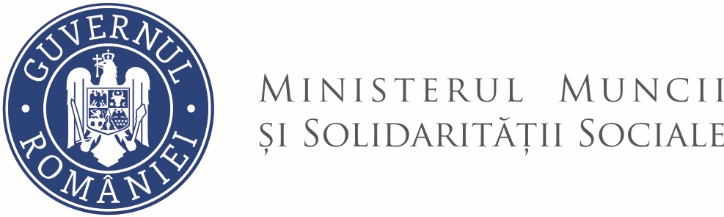 GUVERNUL
ROMÂNIEI
MINISTERUL MUNCII
ȘI SOLIDARITĂȚII SOCIALE